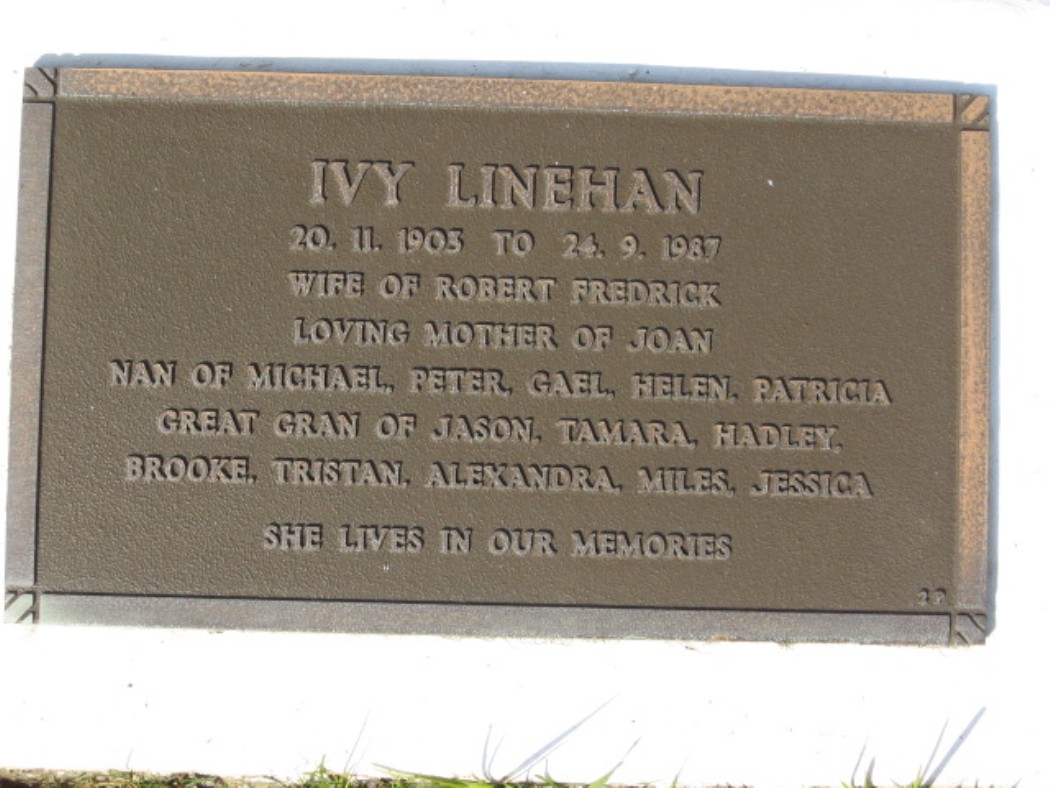 IVY LINEHAN
20. 11. 1903 TO 24. 9. 1987
WIFE OF ROBERT FREDRICK
LOVING MOTHER OF JOAN
NAN OF MICHAEL, PETER, GAEL, HELEN, PATRICIA
GREAT GRAN OF JASON, TAMARA, HADLEY,
BROOKE, TRISTAN, ALEXANDRA, MILES, JESSICA
SHE LIVES IN OUR MEMORIES